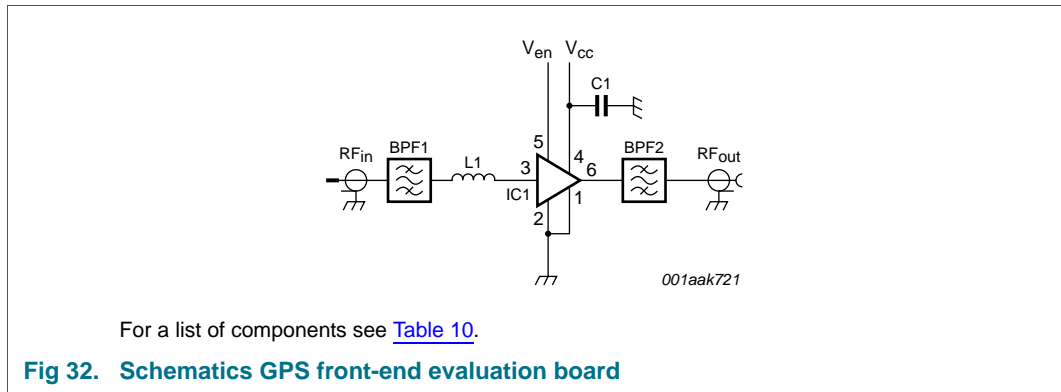 Ven Vcc
C1
5
4
RFin BPF1 L1 3 6 BPF2 RFout
IC1
1
2
001aak721
For a list of components see Table 10.
Fig 32. Schematics GPS front-end evaluation board